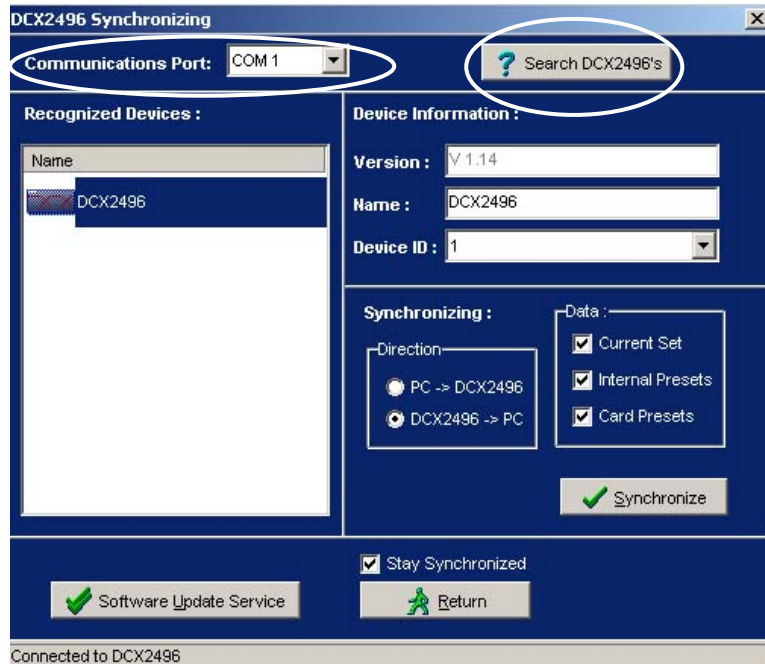 DCX2496 Synchronizing
Communications Port: COM 1
Search DCX2496's
Recognized Devices :
Name
DCX2496
Device Information :
Version : V 1.14
Name : DCX2496
Device ID : 1
Synchronizing :
Direction
PC -> DCX2496
DCX2496 -> PC
Data :
Current Set
Internal Presets
Card Presets
Synchronize
Stay Synchronized
Software Update Service
Return
Connected to DCX2496